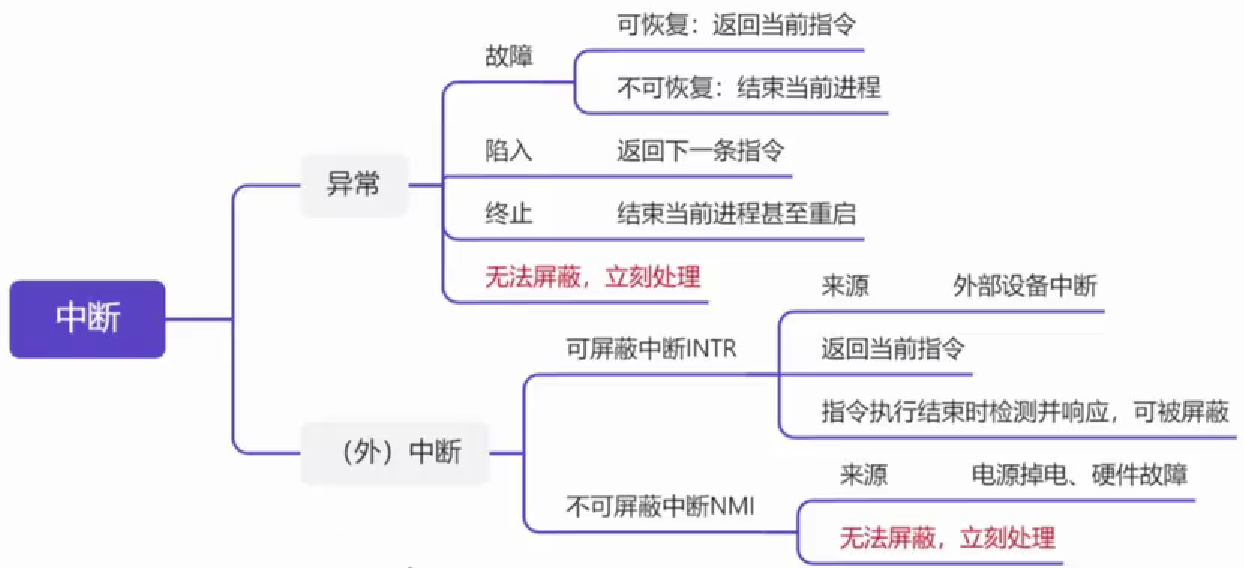 中断
异常
故障
可恢复：返回当前指令
不可恢复：结束当前进程
陷入 返回下一条指令
终止 结束当前进程甚至重启
无法屏蔽，立刻处理
（外）中断
可屏蔽中断INTR
来源 外部设备中断
返回当前指令
指令执行结束时检测并响应，可被屏蔽
不可屏蔽中断NMI
来源 电源掉电、硬件故障
无法屏蔽，立刻处理